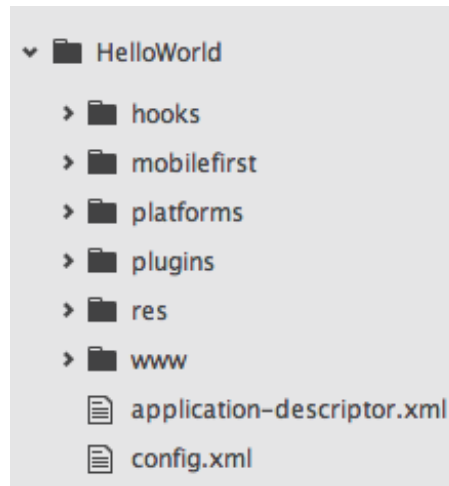 HelloWorld
hooks
mobilefirst
platforms
plugins
res
www
application-descriptor.xml
config.xml